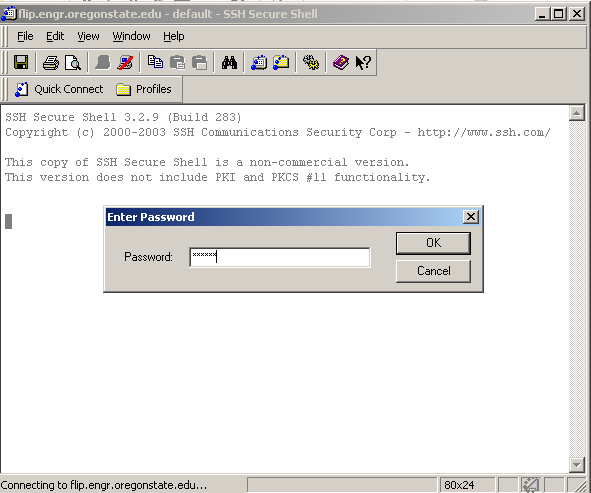 flip.engr.oregonstate.edu - default - SSH Secure Shell
File Edit View Window Help
Quick Connect Profiles
SSH Secure Shell 3.2.9 (Build 283)
Copyright (c) 2000-2003 SSH Communications Security Corp - http://www.ssh.com/
This copy of SSH Secure Shell is a non-commercial version.
This version does not include PKI and PKCS #11 functionality.
Enter Password
OK
Password: ××××××
Cancel
Connecting to flip.engr.oregonstate.edu... 80x24